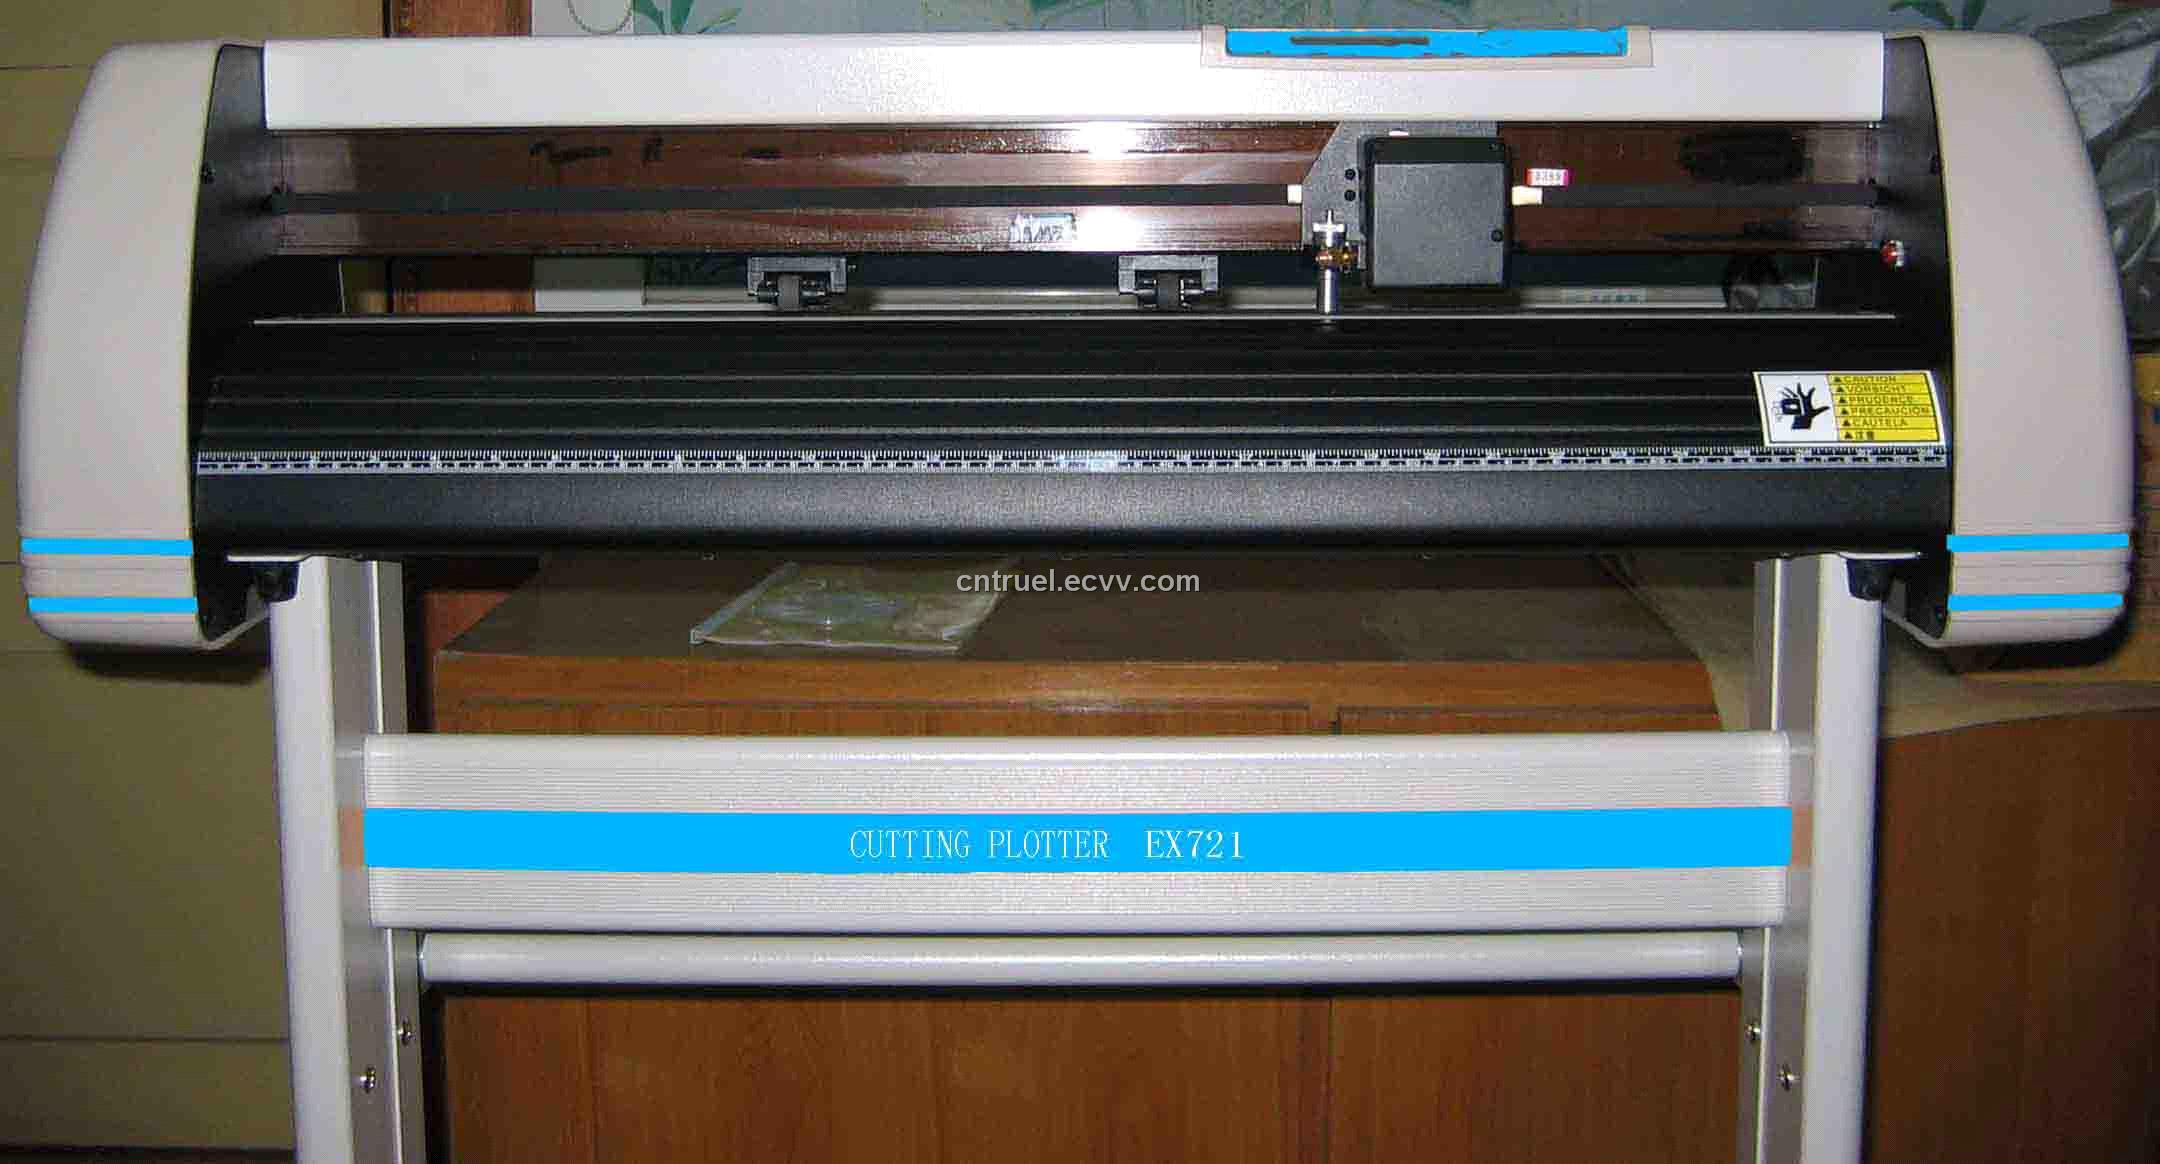 CAUTION
VORSICHT
PRUDENCE
PRECAUCION
CAUTELA
注意
cntruel.ecvv.com
CUTTING PLOTTER EX721